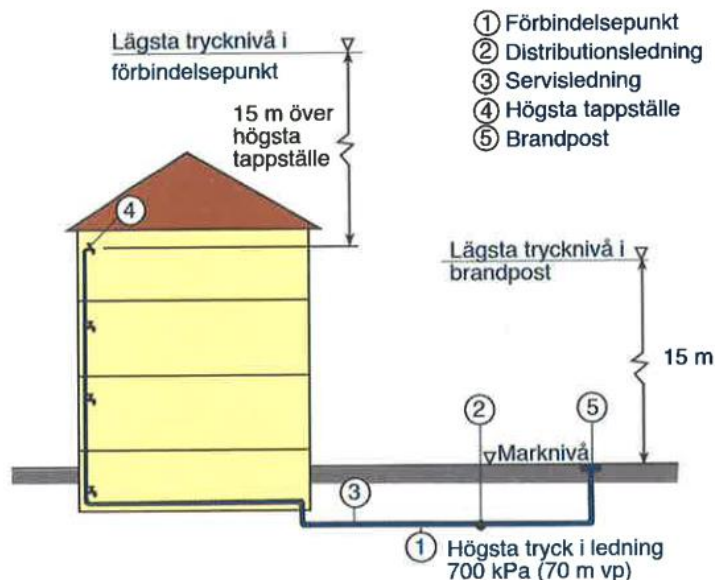 Lägsta trycknivå i
förbindelsepunkt
15 m över
högsta
tappställe
① Förbindelsepunkt
② Distributionsledning
③ Servisledning
④ Högsta tappställe
⑤ Brandpost
④
Lägsta trycknivå i
brandpost
15 m
②
⑤
Marknivå
③
①
Högsta tryck i ledning
700 kPa (70 m vp)